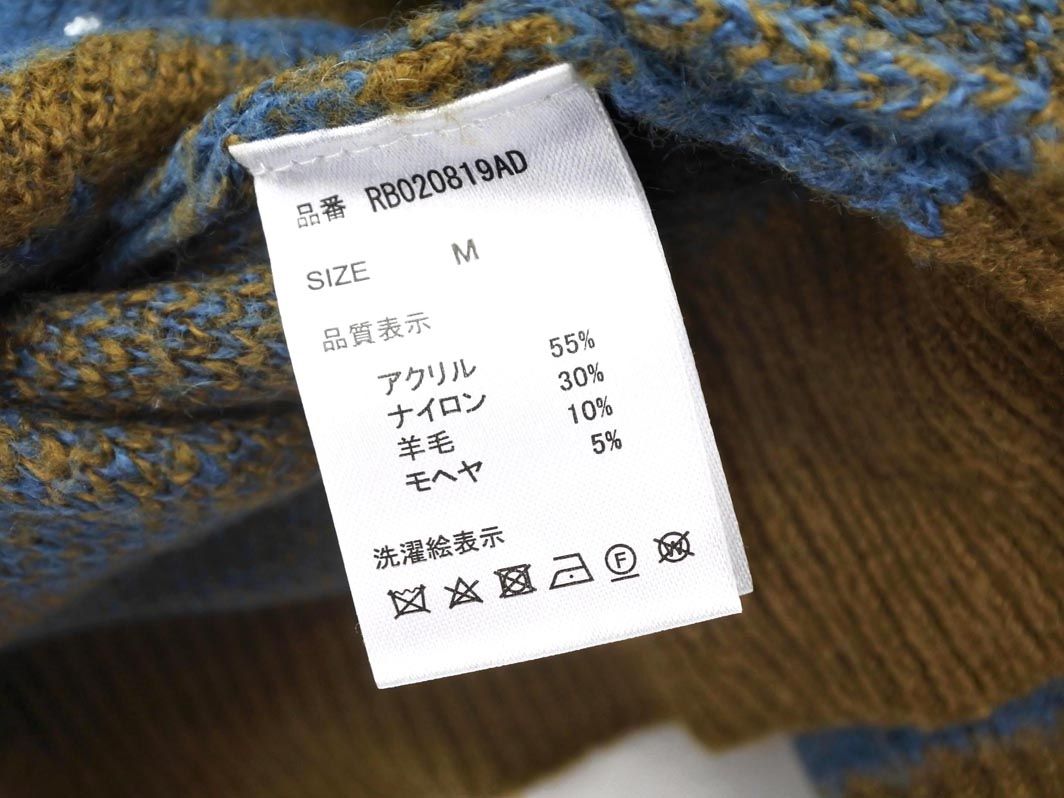 品番 RB020819AD
SIZE M
品質表示
アクリル 55%
ナイロン 30%
羊毛 10%
モヘヤ 5%
洗濯絵表示
F W